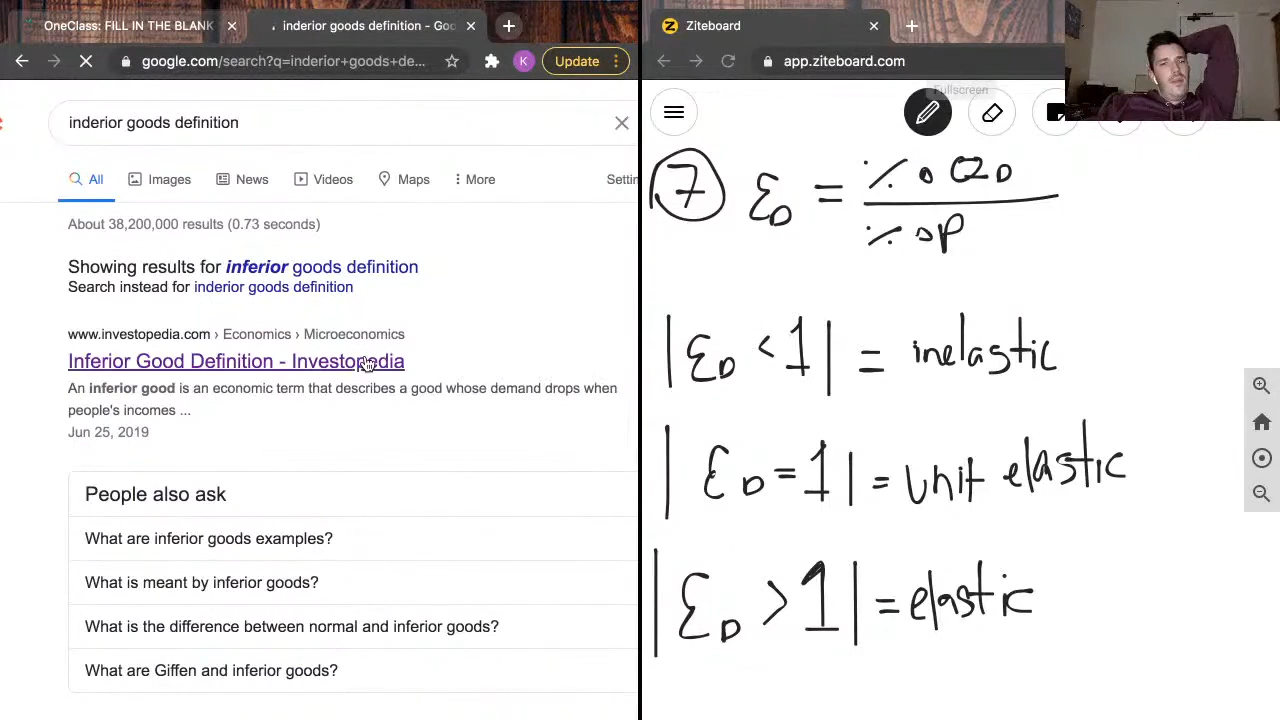 OneClass: FILL IN THE BLANK
inderior goods definition - Goo
google.com/search?q=inderior+goods+de...
K
Update
inderior goods definition
All
Images
News
Videos
Maps
More
Settin
About 38,200,000 results (0.73 seconds)
Showing results for inferior goods definition
Search instead for inderior goods definition
www.investopedia.com › Economics › Microeconomics
Inferior Good Definition - Investopedia
An inferior good is an economic term that describes a good whose demand drops when
people's incomes ...
Jun 25, 2019
People also ask
What are inferior goods examples?
What is meant by inferior goods?
What is the difference between normal and inferior goods?
What are Giffen and inferior goods?
Ziteboard
app.ziteboard.com
Fullscreen
7 ε_D = %Δ QD / %ΔP
|ε_D < 1| = inelastic
|ε_D = 1| = unit elastic
|ε_D > 1| = elastic